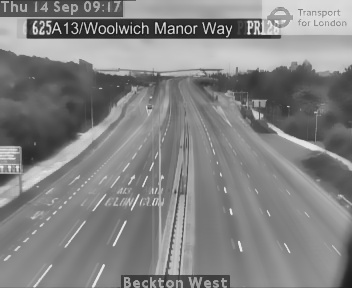 Thu 14 Sep 09:17
625A13/Woolwich Manor Way
PR128
Transport
for London
Beckton West